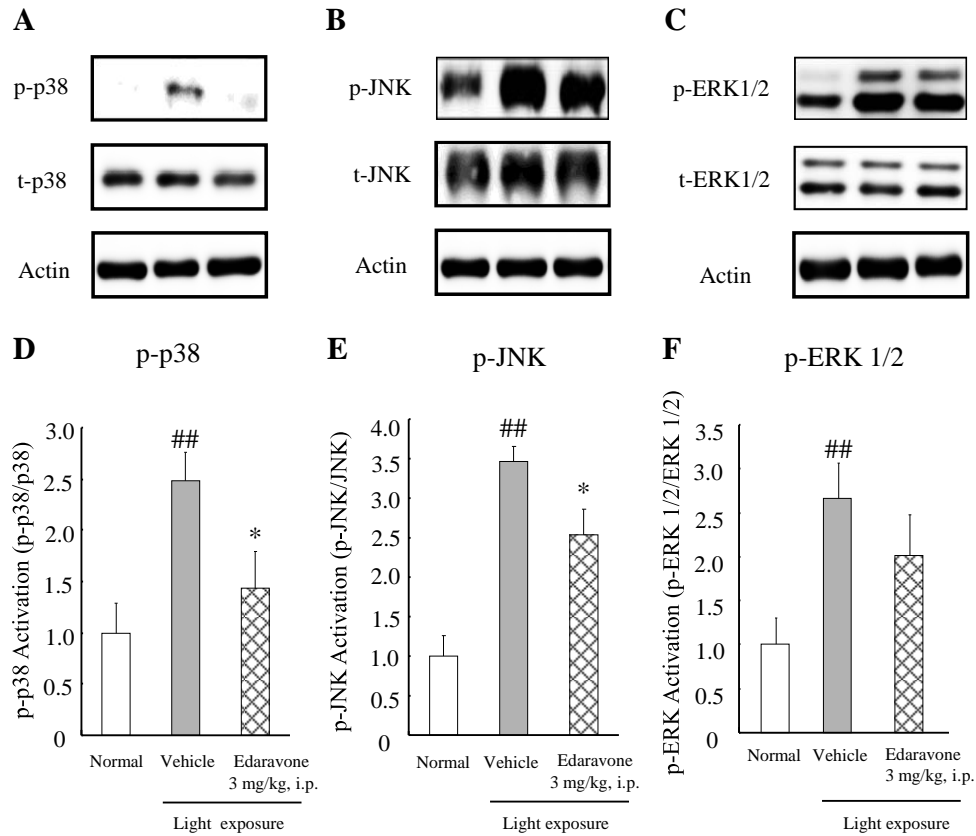 A
B
C
p-p38
p-JNK
p-ERK1/2
t-p38
t-JNK
t-ERK1/2
Actin
Actin
Actin
D
p-p38
p-p38 Activation (p-p38/p38)
3.0
2.5
2.0
1.5
1.0
0.5
0
##
*
Normal
Vehicle
Edaravone
3 mg/kg, i.p.
Light exposure
E
p-JNK
p-JNK Activation (p-JNK/JNK)
4.0
3.5
3.0
2.5
2.0
1.5
1.0
0.5
0
##
*
Normal
Vehicle
Edaravone
3 mg/kg, i.p.
Light exposure
F
p-ERK 1/2
p-ERK Activation (p-ERK 1/2/ERK 1/2)
3.5
3.0
2.5
2.0
1.5
1.0
0.5
0
##
Normal
Vehicle
Edaravone
3 mg/kg, i.p.
Light exposure